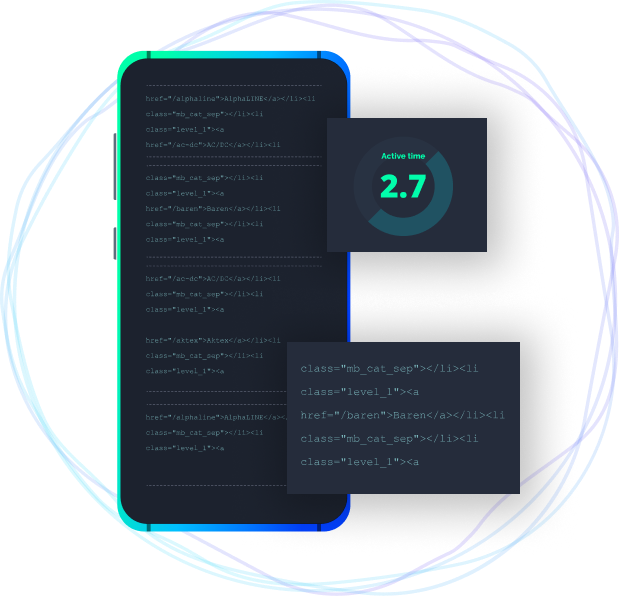 href="/alphaline">AlphaLINE</a></li><li
class="mb_cat_sep"></li><li
class="level_1"><a
href="/ac-dc">AC/DC</a></li><li
class="mb_cat_sep"></li><li
class="level_1"><a
href="/baren">Baren</a></li><li
class="mb_cat_sep"></li><li
class="level_1"><a
href="/ac-dc">AC/DC</a></li><li
class="mb_cat_sep"></li><li
class="level_1"><a
href="/aktex">Aktex</a></li><li
class="mb_cat_sep"></li><li
class="level_1"><a
href="/alphaline">AlphaLINE</a></
class="mb_cat_sep"></li><li
class="level_1"><a
Active time
2.7
class="mb_cat_sep"></li><li
class="level_1"><a
href="/baren">Baren</a></li><li
class="mb_cat_sep"></li><li
class="level_1"><a